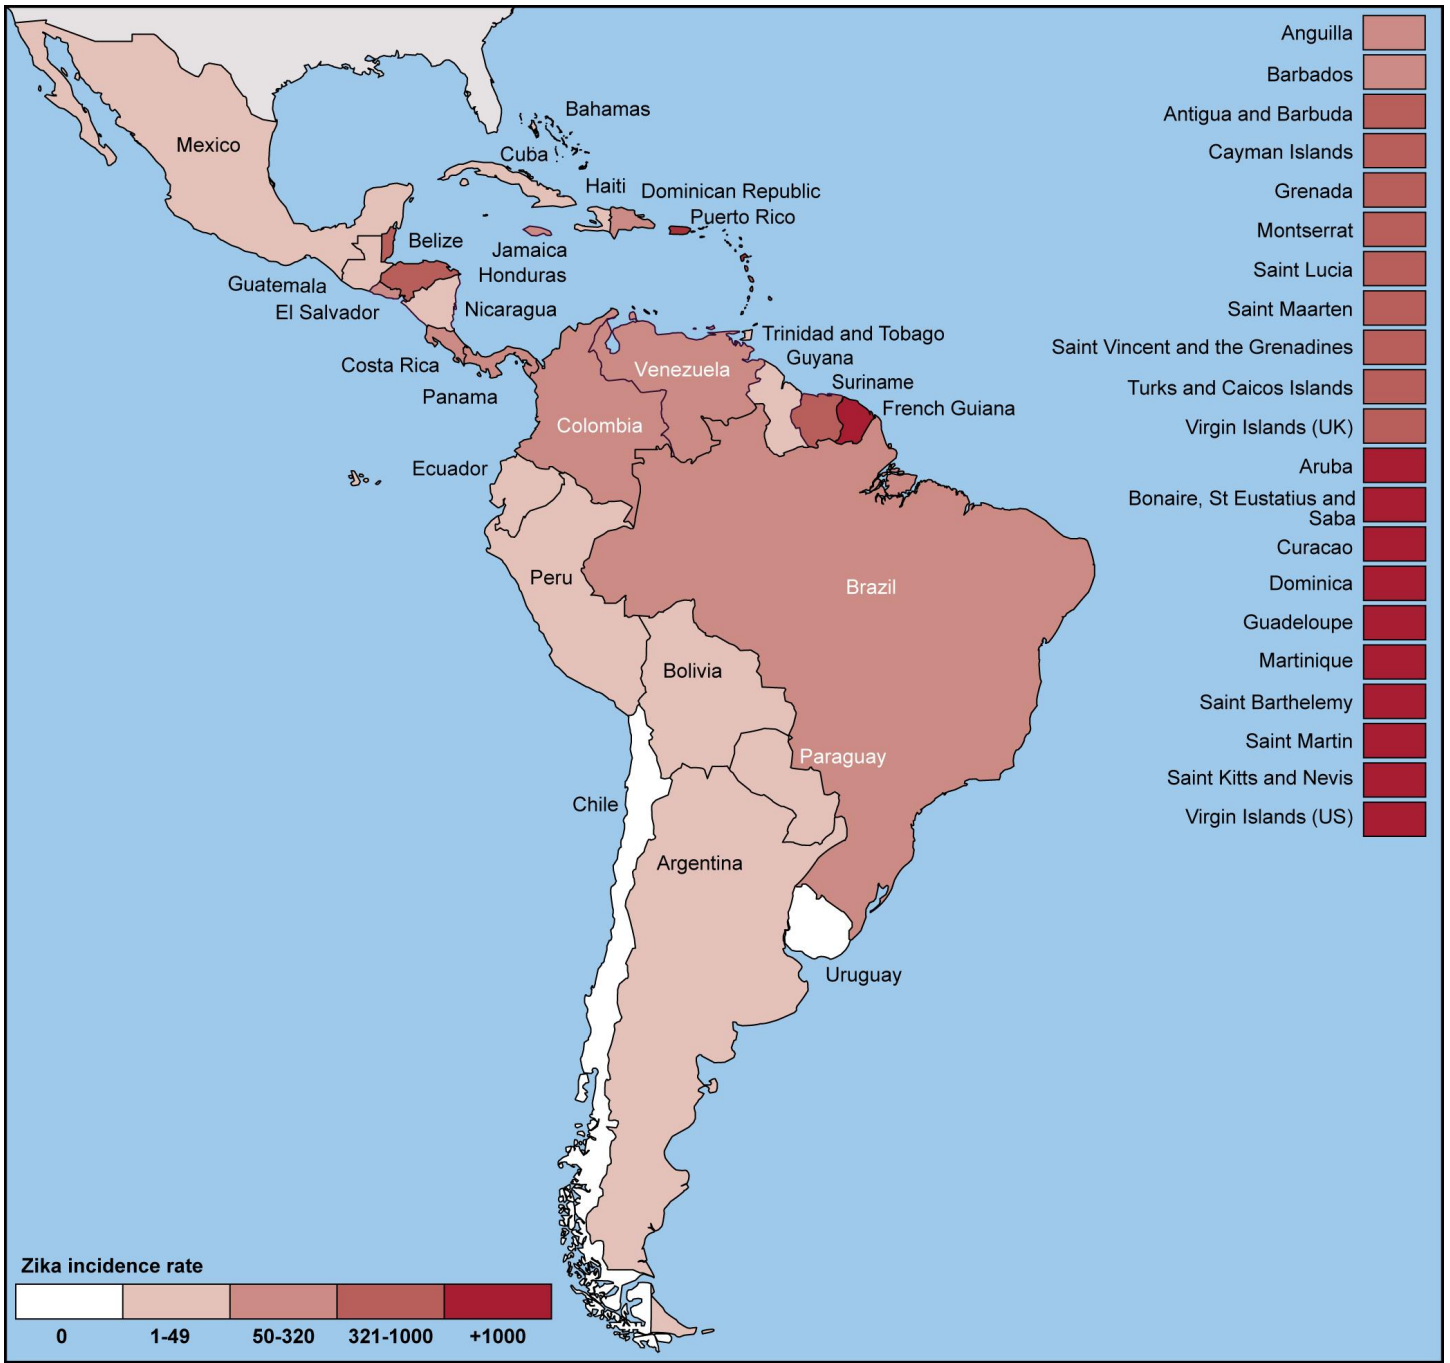 Anguilla
Barbados
Antigua and Barbuda
Cayman Islands
Grenada
Montserrat
Saint Lucia
Saint Maarten
Saint Vincent and the Grenadines
Turks and Caicos Islands
Virgin Islands (UK)
Aruba
Bonaire, St Eustatius and
Saba
Curacao
Dominica
Guadeloupe
Martinique
Saint Barthelemy
Saint Martin
Saint Kitts and Nevis
Virgin Islands (US)
Bahamas
Mexico
Cuba
Haiti
Dominican Republic
Puerto Rico
Belize
Jamaica
Honduras
Guatemala
El Salvador
Nicaragua
Trinidad and Tobago
Costa Rica
Guyana
Venezuela
Suriname
Panama
French Guiana
Colombia
Ecuador
Peru
Brazil
Bolivia
Paraguay
Chile
Argentina
Uruguay
Zika incidence rate
0 1-49 50-320 321-1000 +1000